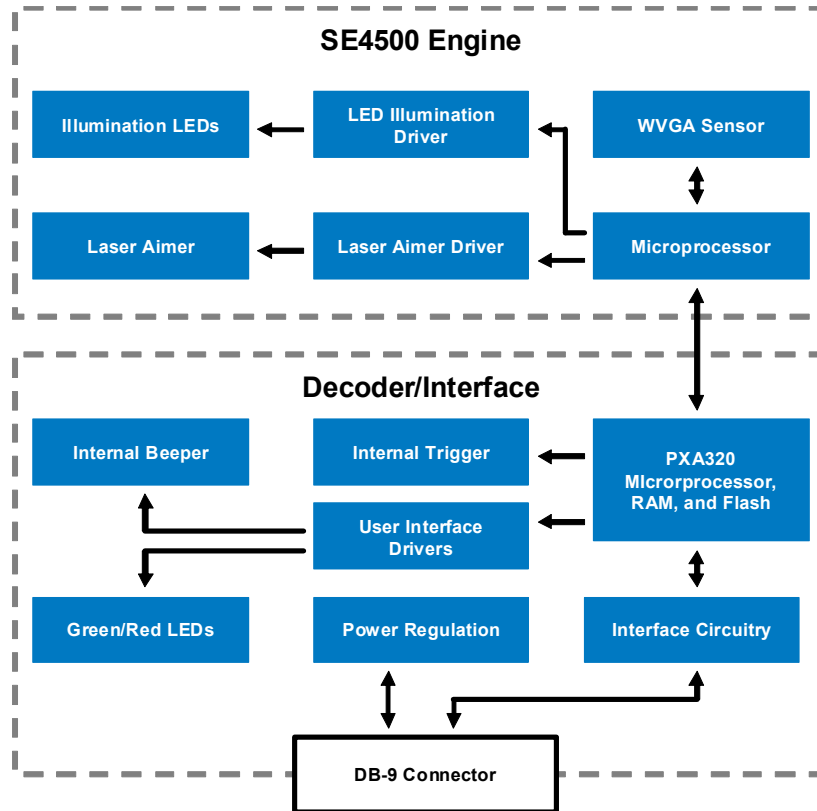 SE4500 Engine
Illumination LEDs
LED Illumination
Driver
WVGA Sensor
Laser Aimer
Laser Aimer Driver
Microprocessor
Decoder/Interface
Internal Beeper
Internal Trigger
PXA320
MIcrorprocessor,
RAM, and Flash
User Interface
Drivers
Green/Red LEDs
Power Regulation
Interface Circuitry
DB-9 Connector